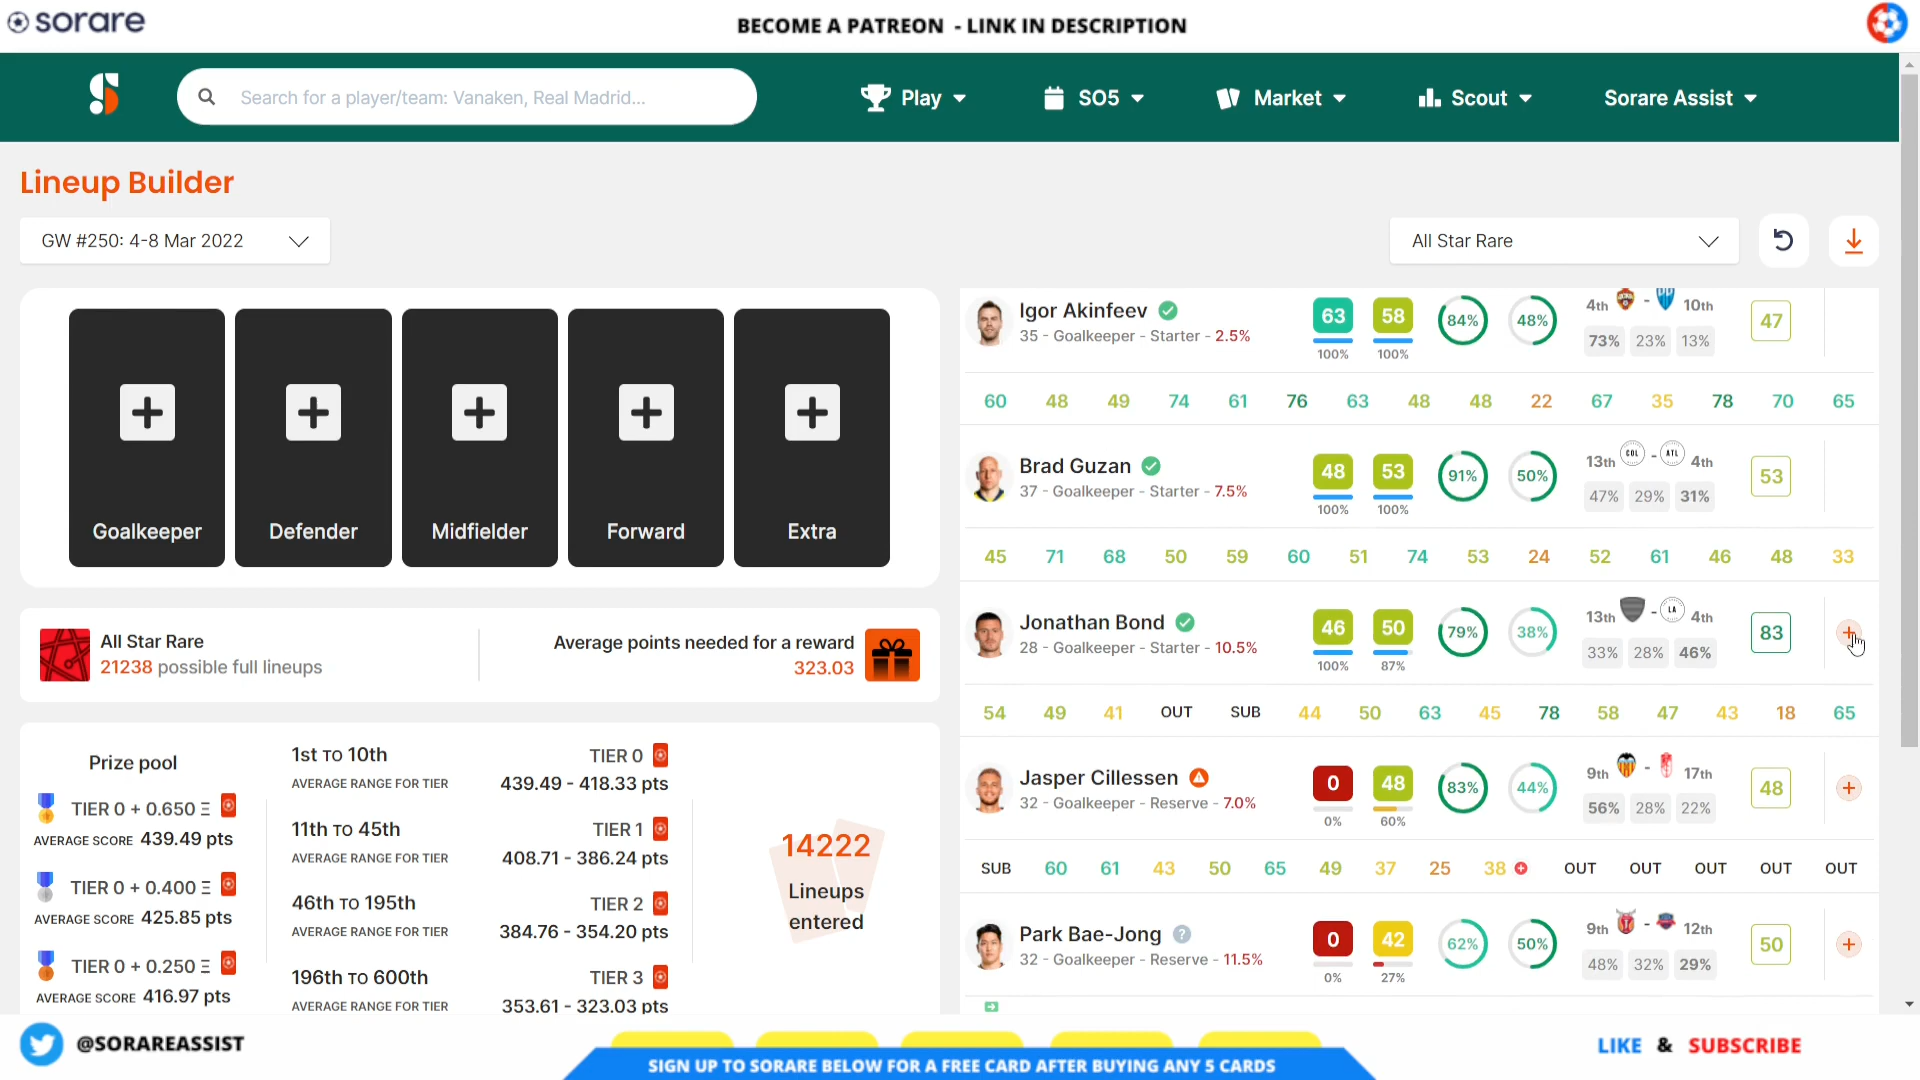 sorare
BECOME A PATREON - LINK IN DESCRIPTION
Search for a player/team: Vanaken, Real Madrid...
Play
SO5
Market
Scout
Sorare Assist
Lineup Builder
GW #250: 4-8 Mar 2022
All Star Rare
Goalkeeper
Defender
Midfielder
Forward
Extra
All Star Rare
21238 possible full lineups
Average points needed for a reward
323.03
Prize pool
TIER 0 + 0.650 Ξ
AVERAGE SCORE 439.49 pts
TIER 0 + 0.400 Ξ
AVERAGE SCORE 425.85 pts
TIER 0 + 0.250 Ξ
AVERAGE SCORE 416.97 pts
1st TO 10th TIER 0
AVERAGE RANGE FOR TIER 439.49 - 418.33 pts
11th TO 45th TIER 1
AVERAGE RANGE FOR TIER 408.71 - 386.24 pts
46th TO 195th TIER 2
AVERAGE RANGE FOR TIER 384.76 - 354.20 pts
196th TO 600th TIER 3
AVERAGE RANGE FOR TIER 353.61 - 323.03 pts
14222
Lineups
entered
Igor Akinfeev 63 58 84% 48% 4th - 10th 47
35 - Goalkeeper - Starter - 2.5% 100% 100% 73% 23% 13%
60 48 49 74 61 76 63 48 48 22 67 35 78 70 65
Brad Guzan 48 53 91% 50% 13th COL - ATL 4th 53
37 - Goalkeeper - Starter - 7.5% 100% 100% 47% 29% 31%
45 71 68 50 59 60 51 74 53 24 52 61 46 48 33
Jonathan Bond 46 50 79% 38% 13th - LA 4th 83
28 - Goalkeeper - Starter - 10.5% 100% 87% 33% 28% 46%
54 49 41 OUT SUB 44 50 63 45 78 58 47 43 18 65
Jasper Cillessen 0 48 83% 44% 9th - 17th 48
32 - Goalkeeper - Reserve - 7.0% 0% 60% 56% 28% 22%
SUB 60 61 43 50 65 49 37 25 38 OUT OUT OUT OUT OUT
Park Bae-Jong ? 0 42 62% 50% 9th - 12th 50
32 - Goalkeeper - Reserve - 11.5% 0% 27% 48% 32% 29%
@SORAREASSIST
SIGN UP TO SORARE BELOW FOR A FREE CARD AFTER BUYING ANY 5 CARDS
LIKE & SUBSCRIBE